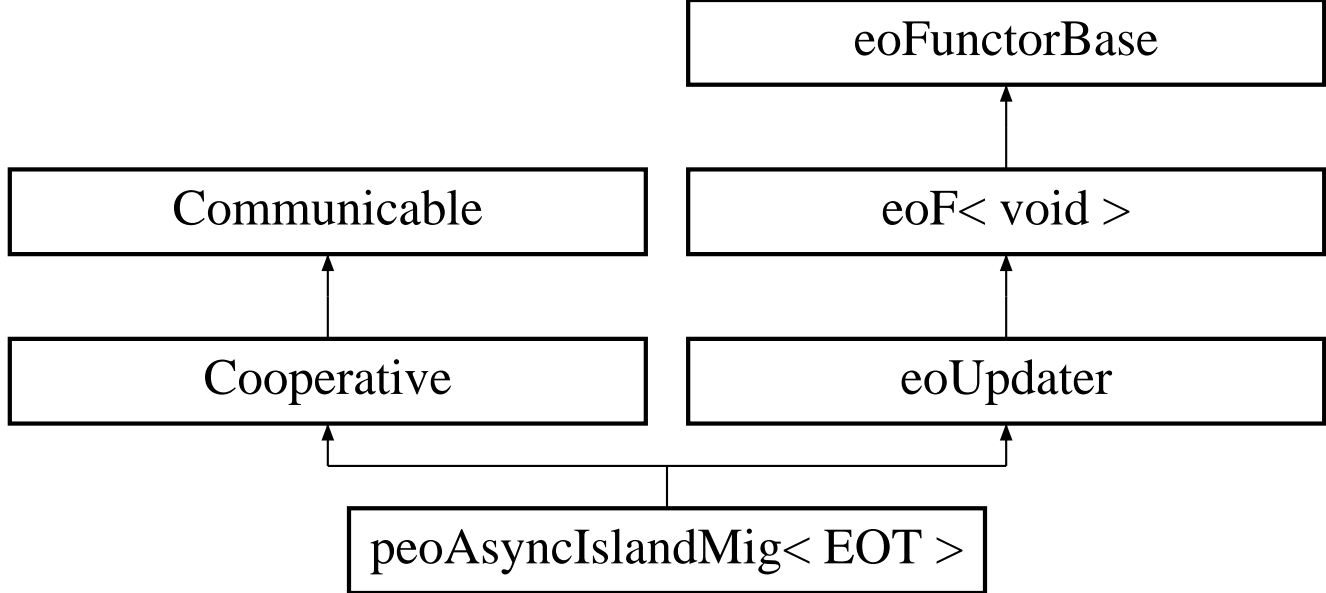 eoFunctorBase
Communicable
eoF< void >
Cooperative
eoUpdater
peoAsyncIslandMig< EOT >